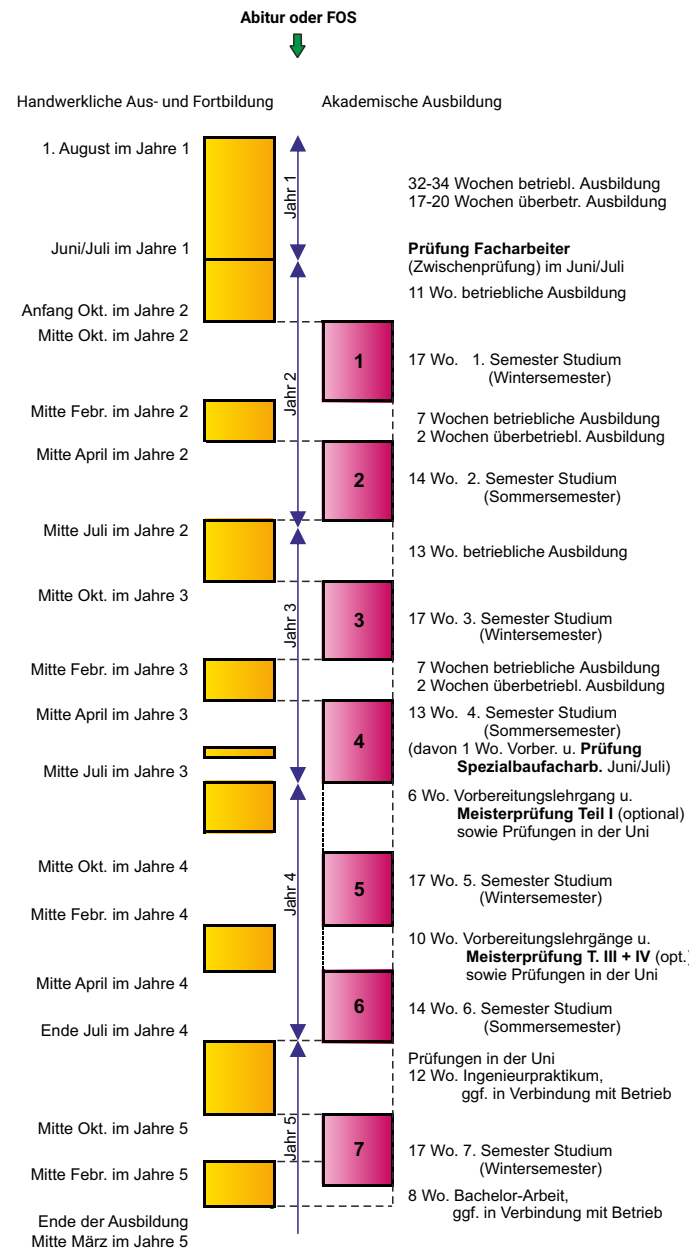 Abitur oder FOS
Handwerkliche Aus- und Fortbildung
Akademische Ausbildung
1. August im Jahre 1
Jahr 1
32-34 Wochen betriebl. Ausbildung
17-20 Wochen überbetr. Ausbildung
Juni/Juli im Jahre 1
Prüfung Facharbeiter
(Zwischenprüfung) im Juni/Juli
11 Wo. betriebliche Ausbildung
Anfang Okt. im Jahre 2
Mitte Okt. im Jahre 2
Jahr 2
1
17 Wo. 1. Semester Studium
(Wintersemester)
Mitte Febr. im Jahre 2
7 Wochen betriebliche Ausbildung
2 Wochen überbetriebl. Ausbildung
Mitte April im Jahre 2
2
14 Wo. 2. Semester Studium
(Sommersemester)
Mitte Juli im Jahre 2
13 Wo. betriebliche Ausbildung
Mitte Okt. im Jahre 3
Jahr 3
3
17 Wo. 3. Semester Studium
(Wintersemester)
Mitte Febr. im Jahre 3
7 Wochen betriebliche Ausbildung
2 Wochen überbetriebl. Ausbildung
Mitte April im Jahre 3
4
13 Wo. 4. Semester Studium
(Sommersemester)
(davon 1 Wo. Vorber. u. Prüfung
Spezialbaufacharb. Juni/Juli)
Mitte Juli im Jahre 3
6 Wo. Vorbereitungslehrgang u.
Meisterprüfung Teil I (optional)
sowie Prüfungen in der Uni
Mitte Okt. im Jahre 4
Jahr 4
5
17 Wo. 5. Semester Studium
(Wintersemester)
Mitte Febr. im Jahre 4
10 Wo. Vorbereitungslehrgänge u.
Meisterprüfung T. III + IV (opt.)
sowie Prüfungen in der Uni
Mitte April im Jahre 4
6
14 Wo. 6. Semester Studium
(Sommersemester)
Ende Juli im Jahre 4
Prüfungen in der Uni
12 Wo. Ingenieurpraktikum,
ggf. in Verbindung mit Betrieb
Mitte Okt. im Jahre 5
Jahr 5
7
17 Wo. 7. Semester Studium
(Wintersemester)
Mitte Febr. im Jahre 5
8 Wo. Bachelor-Arbeit,
ggf. in Verbindung mit Betrieb
Ende der Ausbildung
Mitte März im Jahre 5